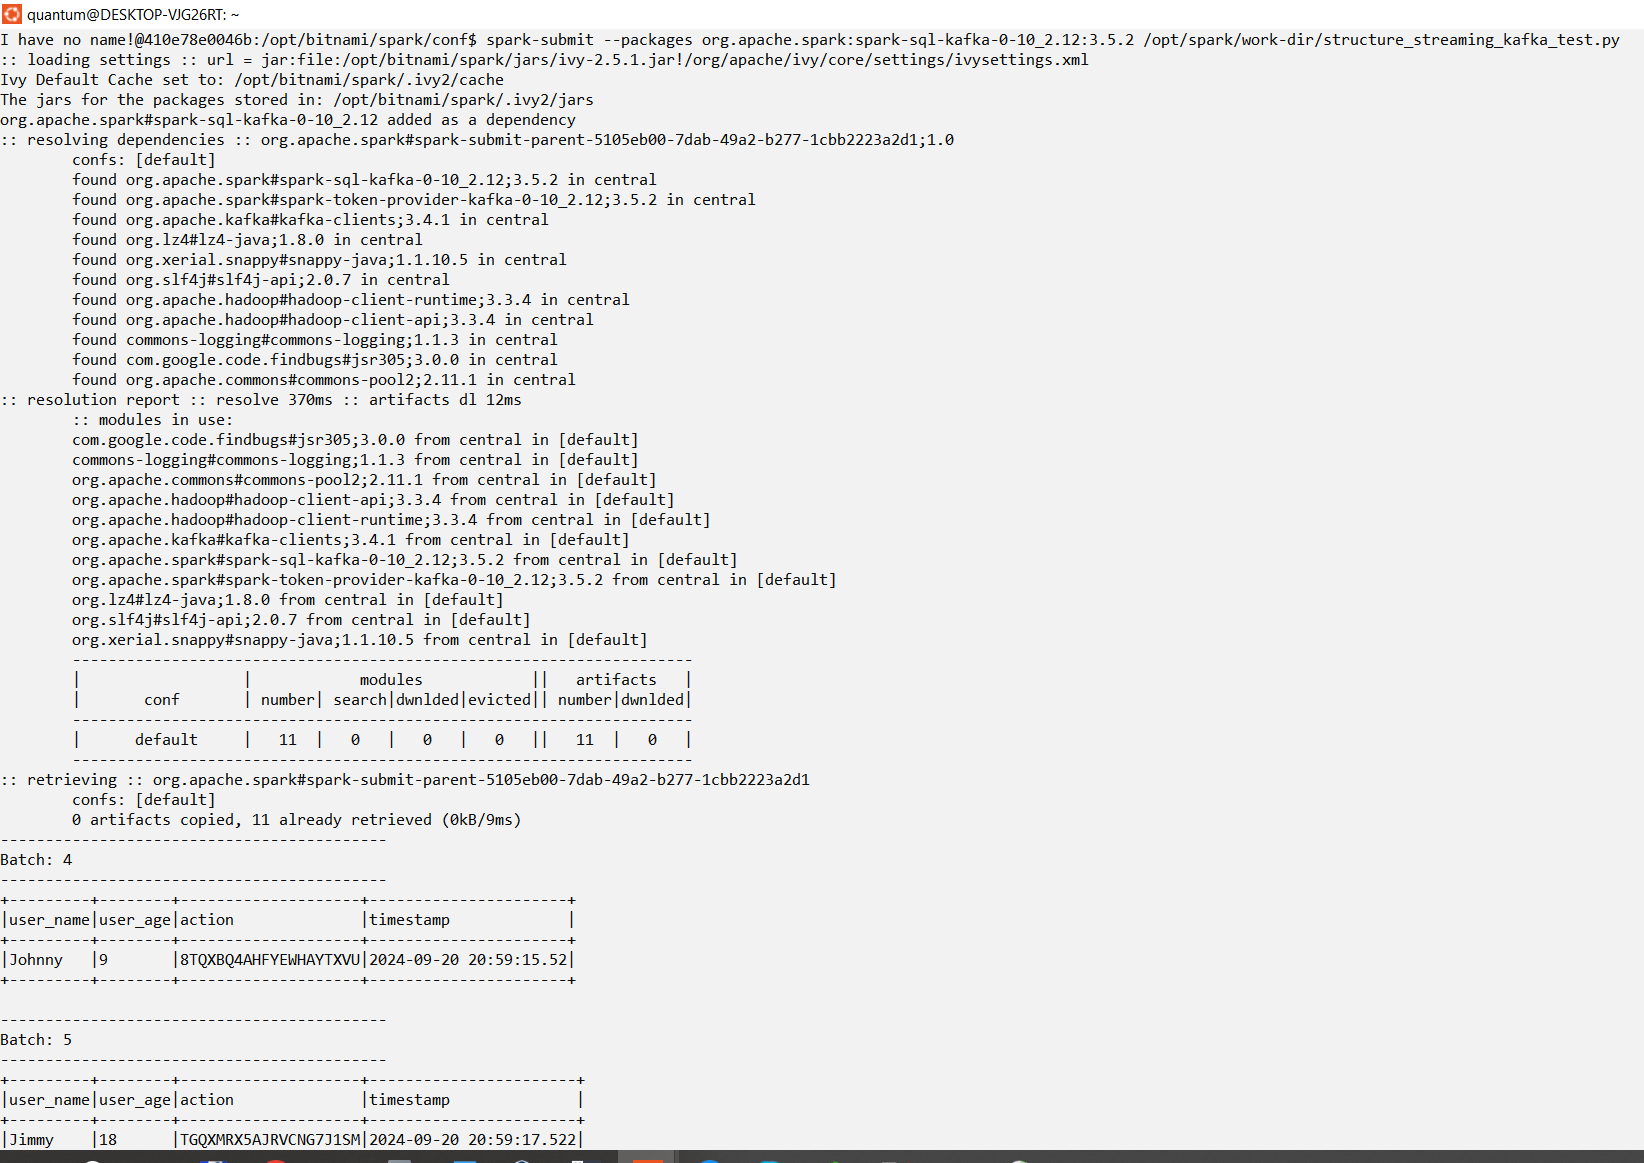 quantum@DESKTOP-VJG26RT: ~
I have no name!@410e78e0046b:/opt/bitnami/spark/conf$ spark-submit --packages org.apache.spark:spark-sql-kafka-0-10_2.12:3.5.2 /opt/spark/work-dir/structure_streaming_kafka_test.py
:: loading settings :: url = jar:file:/opt/bitnami/spark/jars/ivy-2.5.1.jar!/org/apache/ivy/core/settings/ivysettings.xml
Ivy Default Cache set to: /opt/bitnami/spark/.ivy2/cache
The jars for the packages stored in: /opt/bitnami/spark/.ivy2/jars
org.apache.spark#spark-sql-kafka-0-10_2.12 added as a dependency
:: resolving dependencies :: org.apache.spark#spark-submit-parent-5105eb00-7dab-49a2-b277-1cbb2223a2d1;1.0
        confs: [default]
        found org.apache.spark#spark-sql-kafka-0-10_2.12;3.5.2 in central
        found org.apache.spark#spark-token-provider-kafka-0-10_2.12;3.5.2 in central
        found org.apache.kafka#kafka-clients;3.4.1 in central
        found org.lz4#lz4-java;1.8.0 in central
        found org.xerial.snappy#snappy-java;1.1.10.5 in central
        found org.slf4j#slf4j-api;2.0.7 in central
        found org.apache.hadoop#hadoop-client-runtime;3.3.4 in central
        found org.apache.hadoop#hadoop-client-api;3.3.4 in central
        found commons-logging#commons-logging;1.1.3 in central
        found com.google.code.findbugs#jsr305;3.0.0 in central
        found org.apache.commons#commons-pool2;2.11.1 in central
:: resolution report :: resolve 370ms :: artifacts dl 12ms
        :: modules in use:
        com.google.code.findbugs#jsr305;3.0.0 from central in [default]
        commons-logging#commons-logging;1.1.3 from central in [default]
        org.apache.commons#commons-pool2;2.11.1 from central in [default]
        org.apache.hadoop#hadoop-client-api;3.3.4 from central in [default]
        org.apache.hadoop#hadoop-client-runtime;3.3.4 from central in [default]
        org.apache.kafka#kafka-clients;3.4.1 from central in [default]
        org.apache.spark#spark-sql-kafka-0-10_2.12;3.5.2 from central in [default]
        org.apache.spark#spark-token-provider-kafka-0-10_2.12;3.5.2 from central in [default]
        org.lz4#lz4-java;1.8.0 from central in [default]
        org.slf4j#slf4j-api;2.0.7 from central in [default]
        org.xerial.snappy#snappy-java;1.1.10.5 from central in [default]
        ---------------------------------------------------------------------
        |                  |            modules            ||   artifacts   |
        |       conf       | number| search|dwnlded|evicted|| number|dwnlded|
        ---------------------------------------------------------------------
        |      default     |   11  |   0   |   0   |   0   ||   11  |   0   |
        ---------------------------------------------------------------------
:: retrieving :: org.apache.spark#spark-submit-parent-5105eb00-7dab-49a2-b277-1cbb2223a2d1
        confs: [default]
        0 artifacts copied, 11 already retrieved (0kB/9ms)
-------------------------------------------
Batch: 4
-------------------------------------------
+---------+--------+--------------------+----------------------+
|user_name|user_age|action              |timestamp             |
+---------+--------+--------------------+----------------------+
|Johnny   |9       |8TQXBQ4AHFYEWHAYTXVU|2024-09-20 20:59:15.52|
+---------+--------+--------------------+----------------------+

-------------------------------------------
Batch: 5
-------------------------------------------
+---------+--------+--------------------+-----------------------+
|user_name|user_age|action              |timestamp              |
+---------+--------+--------------------+-----------------------+
|Jimmy    |18      |TGQXMRX5AJRVCNG7J1SM|2024-09-20 20:59:17.522|